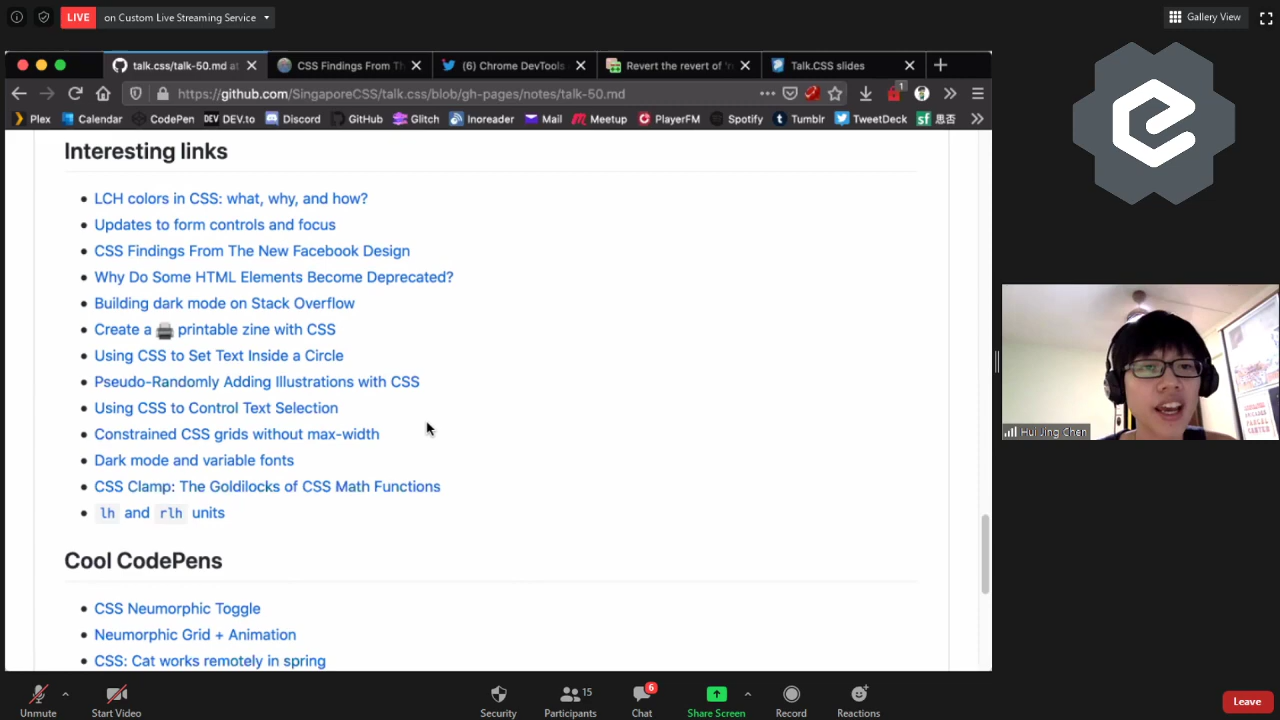 LIVE on Custom Live Streaming Service
Gallery View
talk.css/talk-50.md at
CSS Findings From Th
(6) Chrome DevTools
Revert the revert of 'r
Talk.CSS slides
https://github.com/SingaporeCSS/talk.css/blob/gh-pages/notes/talk-50.md
1
Plex
Calendar
CodePen
DEV
DEV.to
Discord
GitHub
Glitch
Inoreader
Mail
Meetup
PlayerFM
Spotify
Tumblr
TweetDeck
sf 思否
Interesting links
LCH colors in CSS: what, why, and how?
Updates to form controls and focus
CSS Findings From The New Facebook Design
Why Do Some HTML Elements Become Deprecated?
Building dark mode on Stack Overflow
Create a 🖨 printable zine with CSS
Using CSS to Set Text Inside a Circle
Pseudo-Randomly Adding Illustrations with CSS
Using CSS to Control Text Selection
Constrained CSS grids without max-width
Dark mode and variable fonts
CSS Clamp: The Goldilocks of CSS Math Functions
lh and rlh units
Cool CodePens
CSS Neumorphic Toggle
Neumorphic Grid + Animation
CSS: Cat works remotely in spring
Hui Jing Chen
Unmute
Start Video
Security
15
Participants
6
Chat
Share Screen
Record
Reactions
Leave